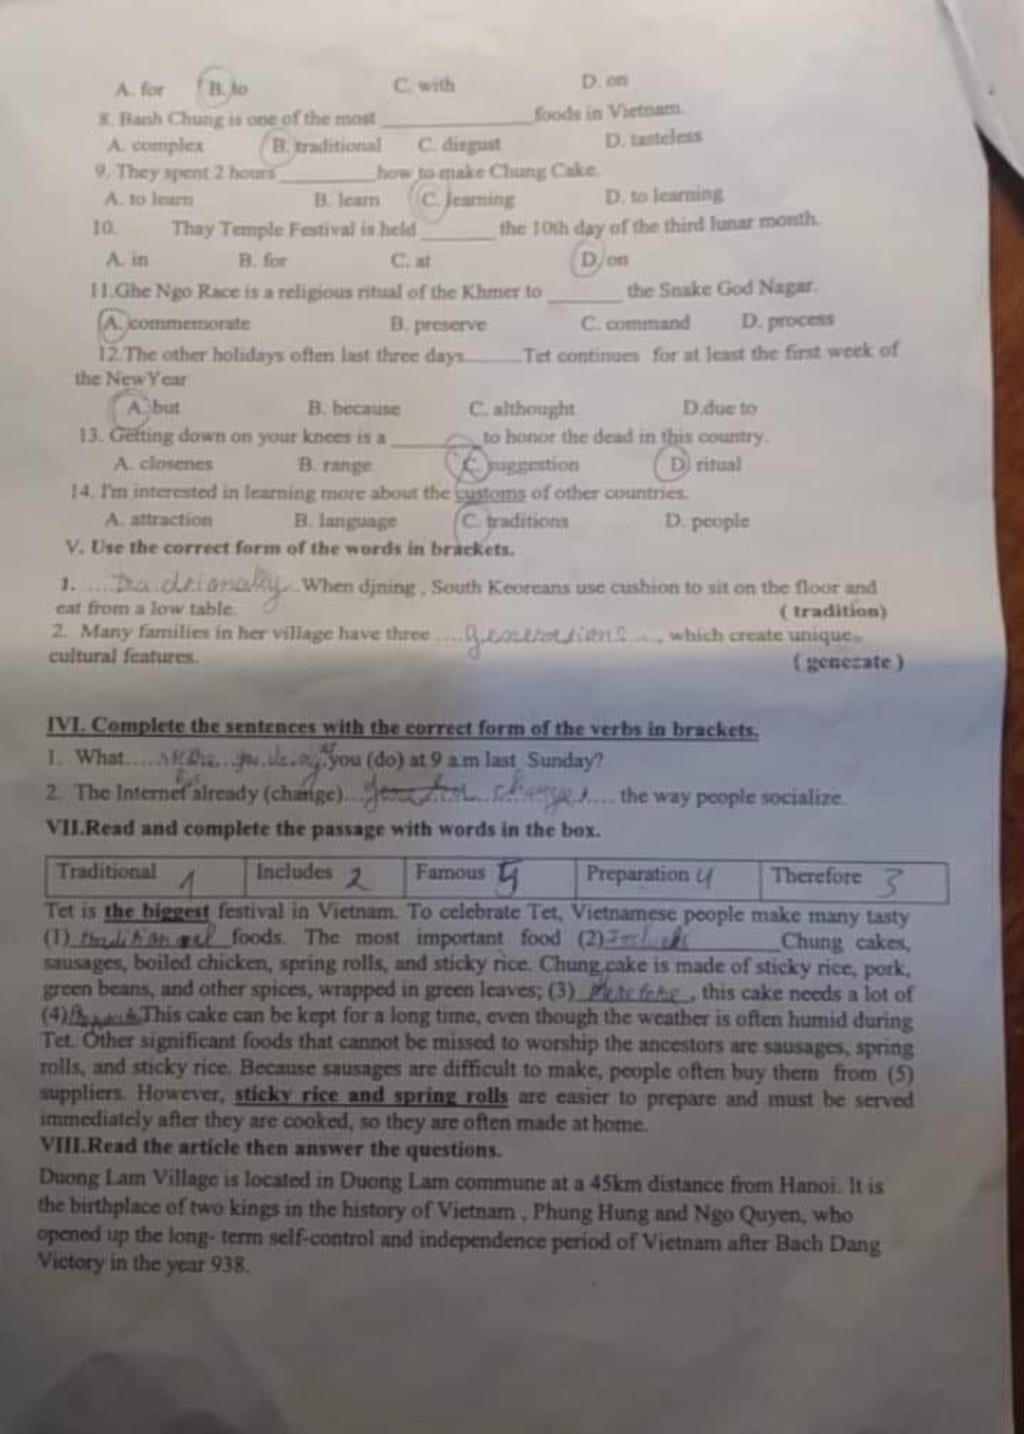 A. for B. to C. with D. on
8. Banh Chung is one of the most ____________ foods in Vietnam.
A. complex B. traditional C. disgust D. tasteless
9. They spent 2 hours ________ how to make Chung Cake.
A. to learn B. learn C. learning D. to learning
10. Thay Temple Festival is held ______ the 10th day of the third lunar month.
A. in B. for C. at D. on
11.Ghe Ngo Race is a religious ritual of the Khmer to ______ the Snake God Nagar.
A. commemorate B. preserve C. command D. process
12.The other holidays often last three days.......... Tet continues for at least the first week of
the NewYear
A. but B. because C. althought D.due to
13. Getting down on your knees is a ________ to honor the dead in this country.
A. closenes B. range C. suggestion D. ritual
14. I'm interested in learning more about the customs of other countries.
A. attraction B. language C. traditions D. people
V. Use the correct form of the words in brackets.
1. .... When djning , South Keoreans use cushion to sit on the floor and
eat from a low table. ( tradition)
2. Many families in her village have three .... generations ...., which create unique
cultural features. ( generate )
IVI. Complete the sentences with the correct form of the verbs in brackets.
1. What.... you (do) at 9 a.m last Sunday?
2. The Internet already (change)... .... the way people socialize.
VII.Read and complete the passage with words in the box.
Traditional 1 Includes 2 Famous 5 Preparation 4 Therefore 3
Tet is the biggest festival in Vietnam. To celebrate Tet, Vietnamese people make many tasty
(1) foods. The most important food (2) Chung cakes,
sausages, boiled chicken, spring rolls, and sticky rice. Chung cake is made of sticky rice, pork,
green beans, and other spices, wrapped in green leaves; (3) therefore , this cake needs a lot of
(4) This cake can be kept for a long time, even though the weather is often humid during
Tet. Other significant foods that cannot be missed to worship the ancestors are sausages, spring
rolls, and sticky rice. Because sausages are difficult to make, people often buy them from (5)
suppliers. However, sticky rice and spring rolls are easier to prepare and must be served
immediately after they are cooked, so they are often made at home.
VIII.Read the article then answer the questions.
Duong Lam Village is located in Duong Lam commune at a 45km distance from Hanoi. It is
the birthplace of two kings in the history of Vietnam , Phung Hung and Ngo Quyen, who
opened up the long- term self-control and independence period of Vietnam after Bach Dang
Victory in the year 938.